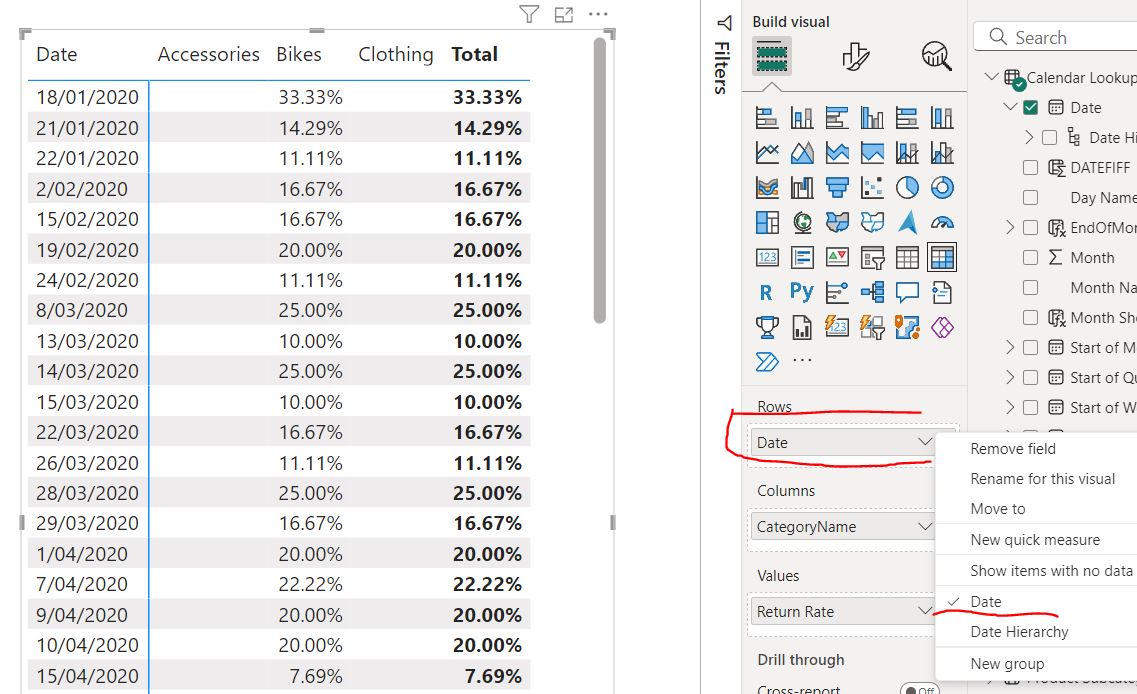 Date Accessories Bikes Clothing Total
18/01/2020 33.33% 33.33%
21/01/2020 14.29% 14.29%
22/01/2020 11.11% 11.11%
2/02/2020 16.67% 16.67%
15/02/2020 16.67% 16.67%
19/02/2020 20.00% 20.00%
24/02/2020 11.11% 11.11%
8/03/2020 25.00% 25.00%
13/03/2020 10.00% 10.00%
14/03/2020 25.00% 25.00%
15/03/2020 10.00% 10.00%
22/03/2020 16.67% 16.67%
26/03/2020 11.11% 11.11%
28/03/2020 25.00% 25.00%
29/03/2020 16.67% 16.67%
1/04/2020 20.00% 20.00%
7/04/2020 22.22% 22.22%
9/04/2020 20.00% 20.00%
10/04/2020 20.00% 20.00%
15/04/2020 7.69% 7.69%
Filters
Build visual
123
R Py
123
...
Rows
Date
Columns
CategoryName
Values
Return Rate
Drill through
Cross-report Off
Remove field
Rename for this visual
Move to
New quick measure
Show items with no data
Date
Date Hierarchy
New group
Search
Calendar Lookup
Date
Date Hi
DATEFIFF
Day Name
EndOfMo
Σ Month
Month Na
Month Sho
Start of M
Start of Qu
Start of W